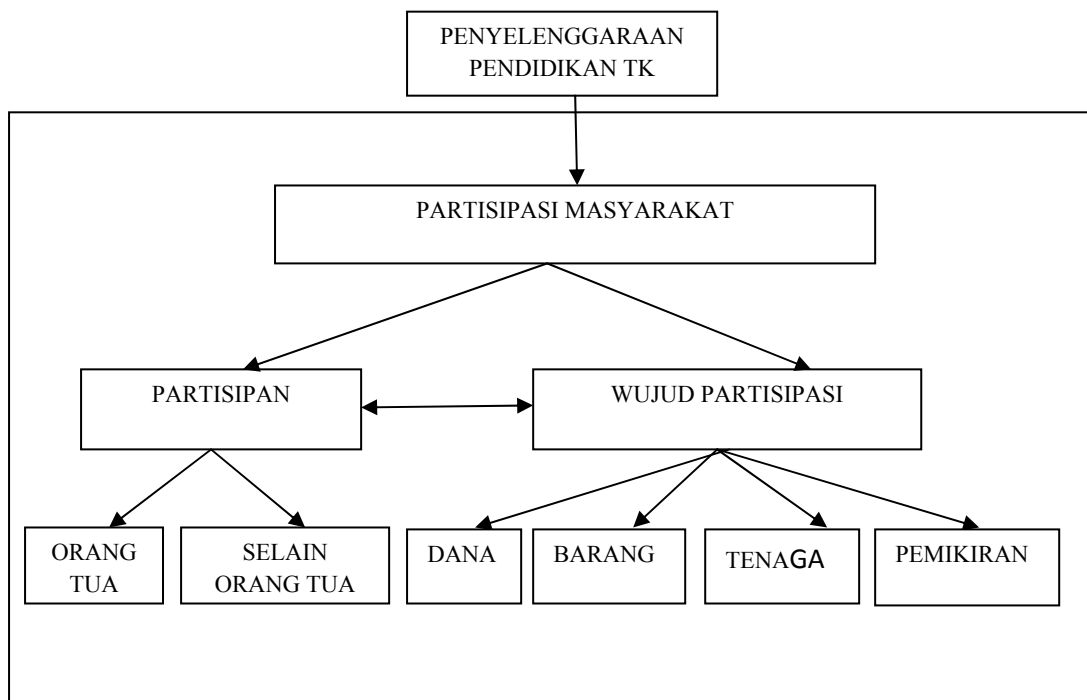 PENYELENGGARAAN
PENDIDIKAN TK
PARTISIPASI MASYARAKAT
PARTISIPAN
WUJUD PARTISIPASI
ORANG
TUA
SELAIN
ORANG TUA
DANA
BARANG
TENAGA
PEMIKIRAN